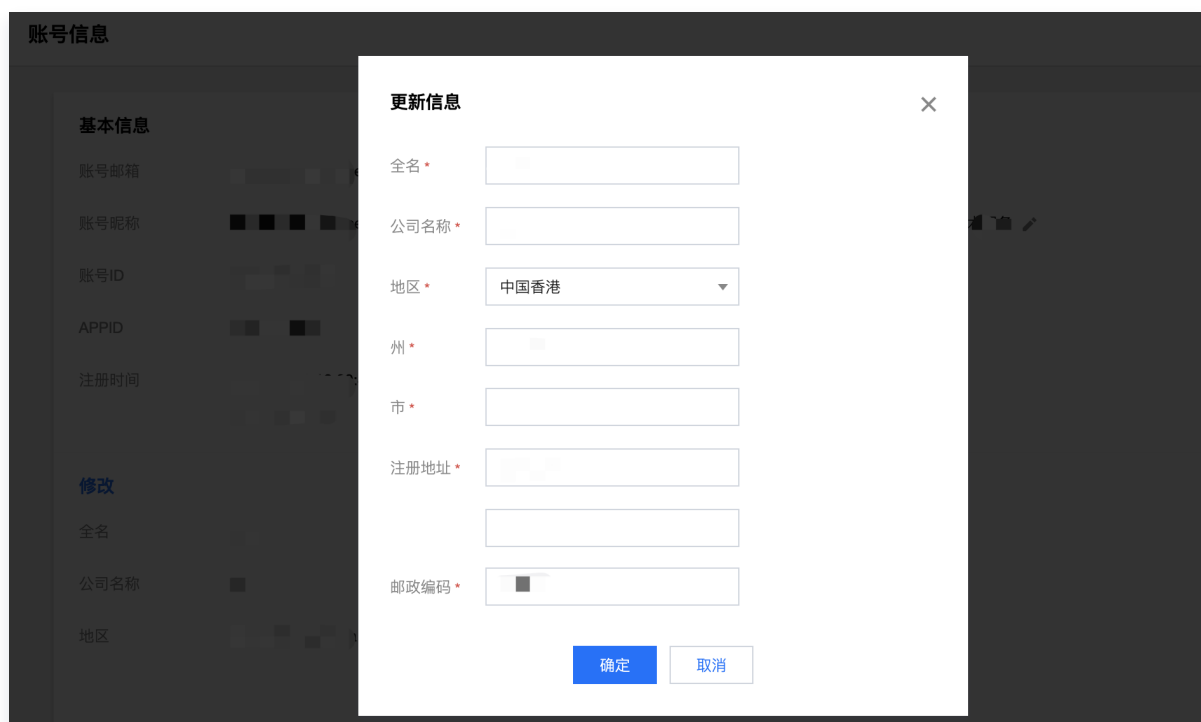 账号信息
更新信息
基本信息
全名 *
账号邮箱
公司名称 *
账号昵称
账号ID
地区 *
中国香港
APPID
州 *
注册时间
市 *
注册地址 *
修改
全名
公司名称
邮政编码 *
地区
确定
取消